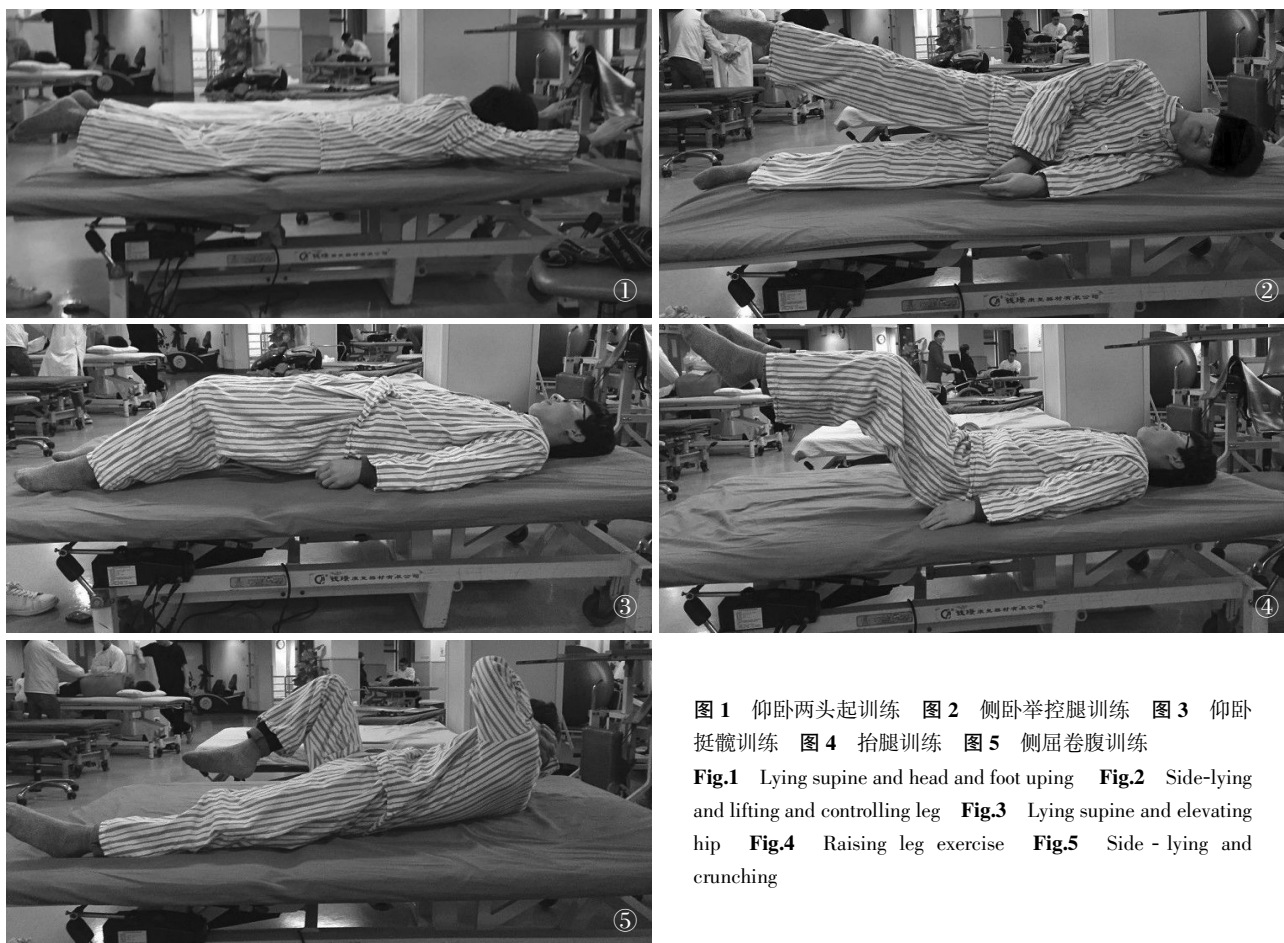 ①
②
③
④
⑤
图 1 仰卧两头起训练 图 2 侧卧举控腿训练 图 3 仰卧
挺髋训练 图 4 抬腿训练 图 5 侧屈卷腹训练
Fig.1 Lying supine and head and foot uping Fig.2 Side-lying
and lifting and controlling leg Fig.3 Lying supine and elevating
hip Fig.4 Raising leg exercise Fig.5 Side - lying and
crunching